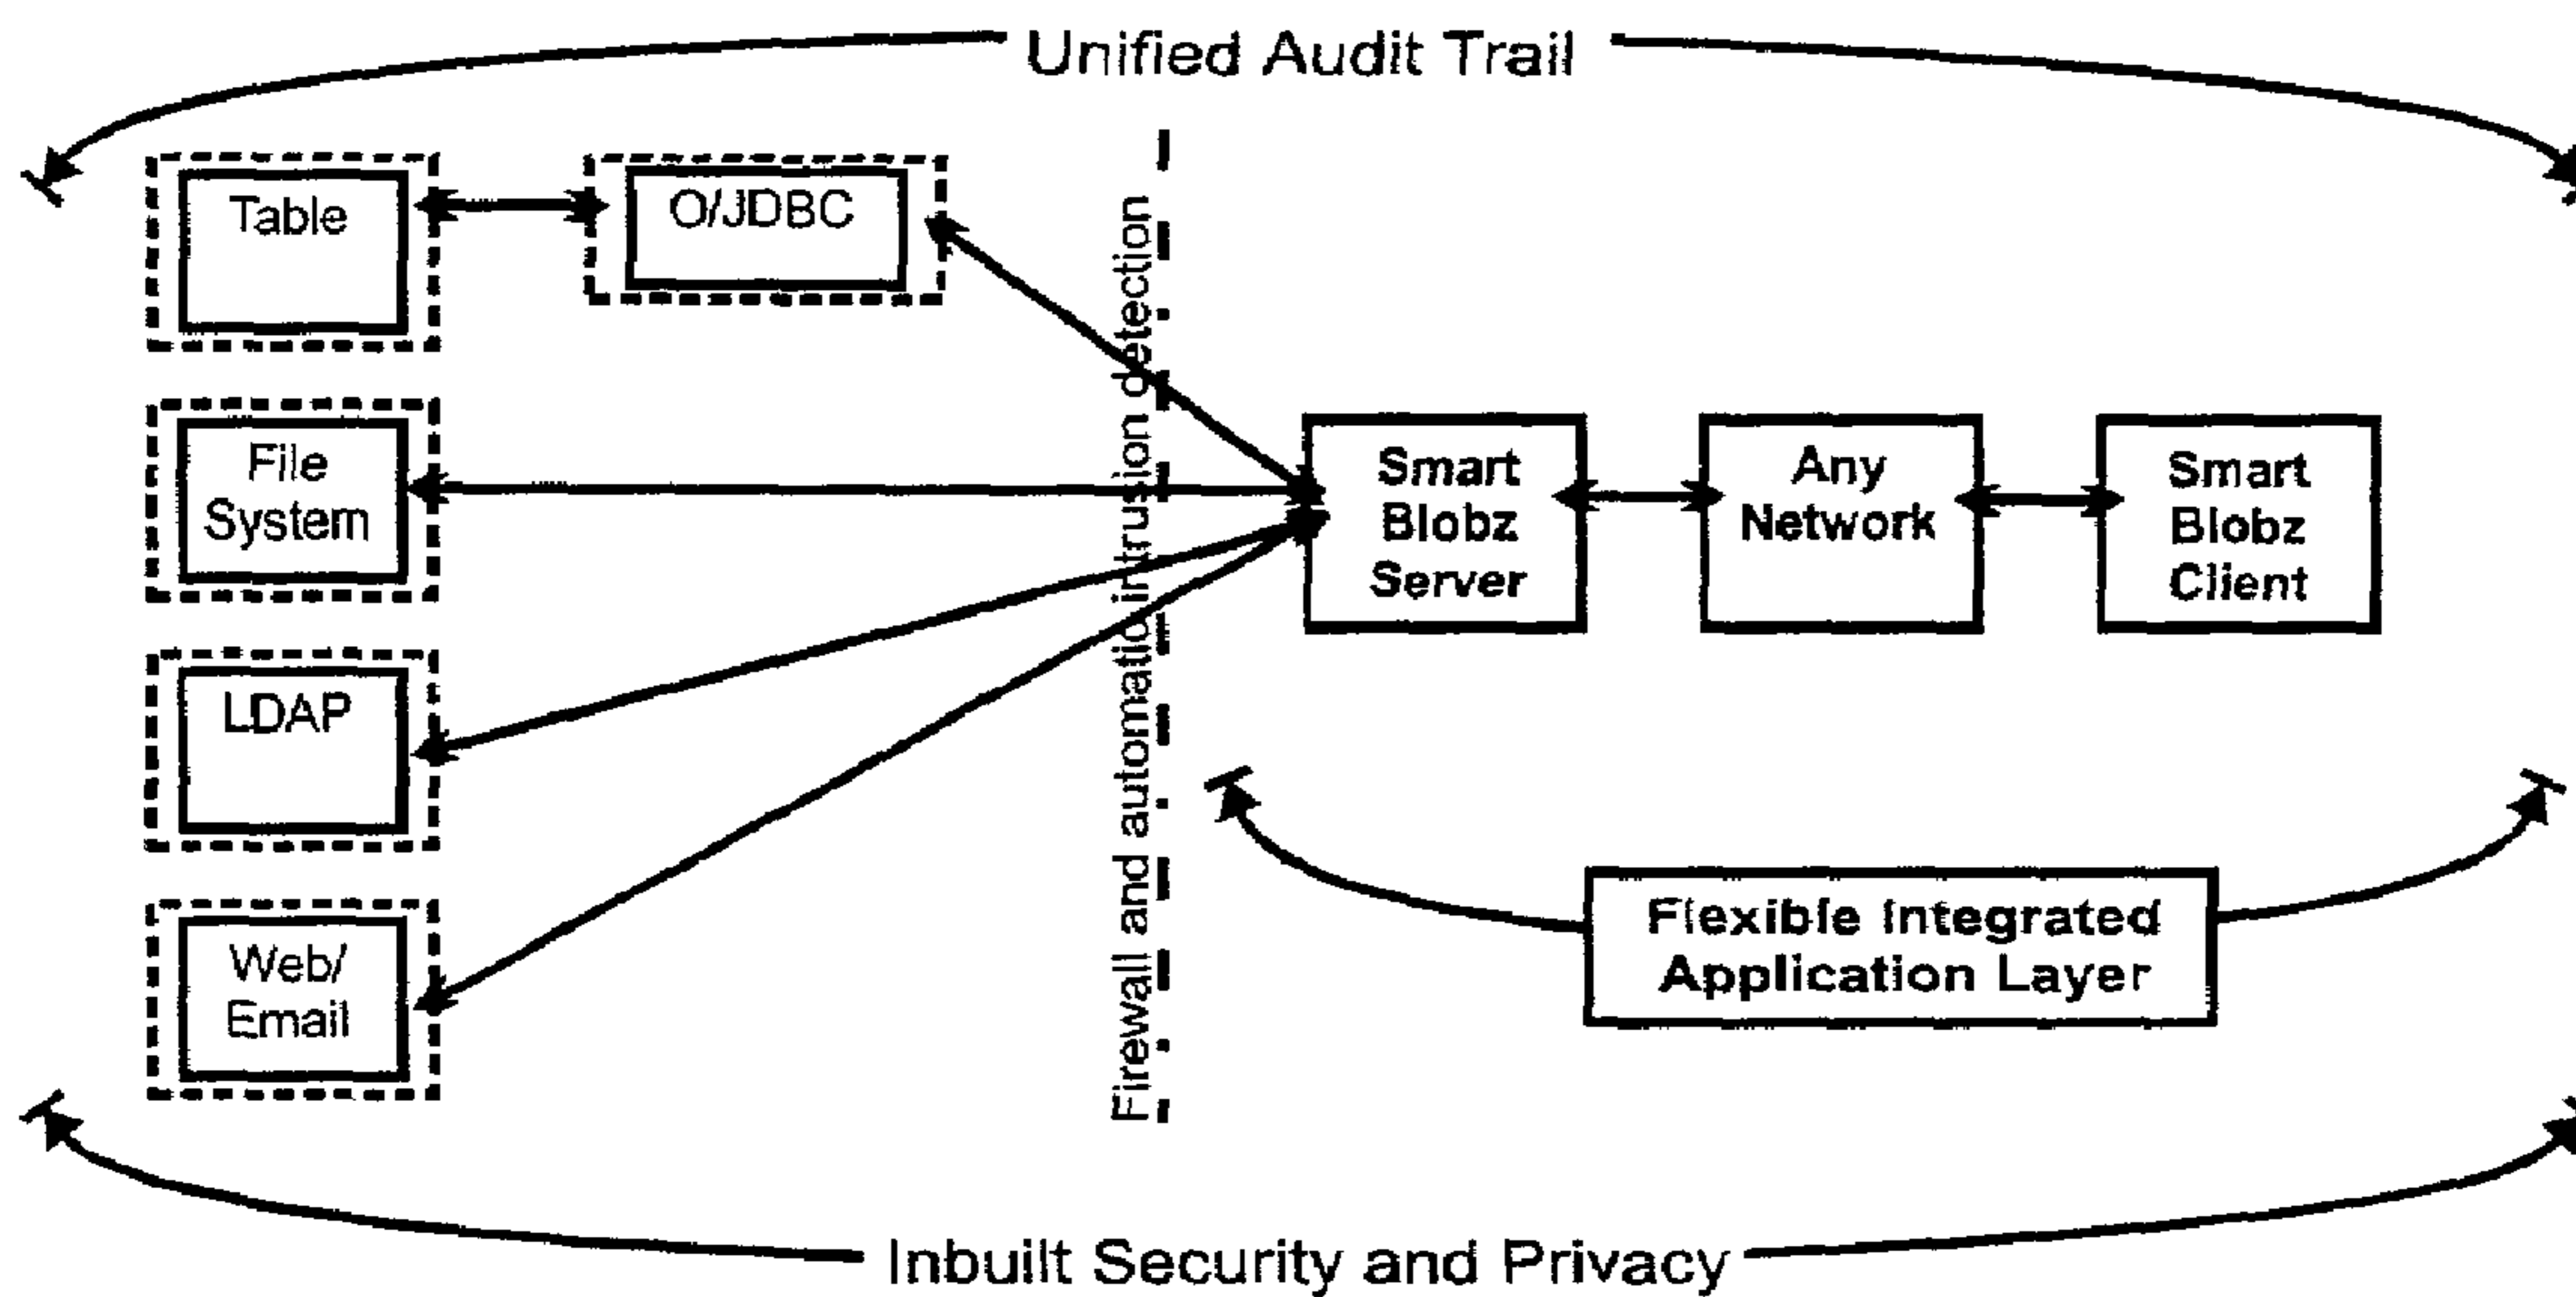 Unified Audit Trail
Table
O/JDBC
File
System
LDAP
Web/
Email
Firewall and automatic intrusion detection
Smart
Blobz
Server
Any
Network
Smart
Blobz
Client
Flexible Integrated
Application Layer
Inbuilt Security and Privacy